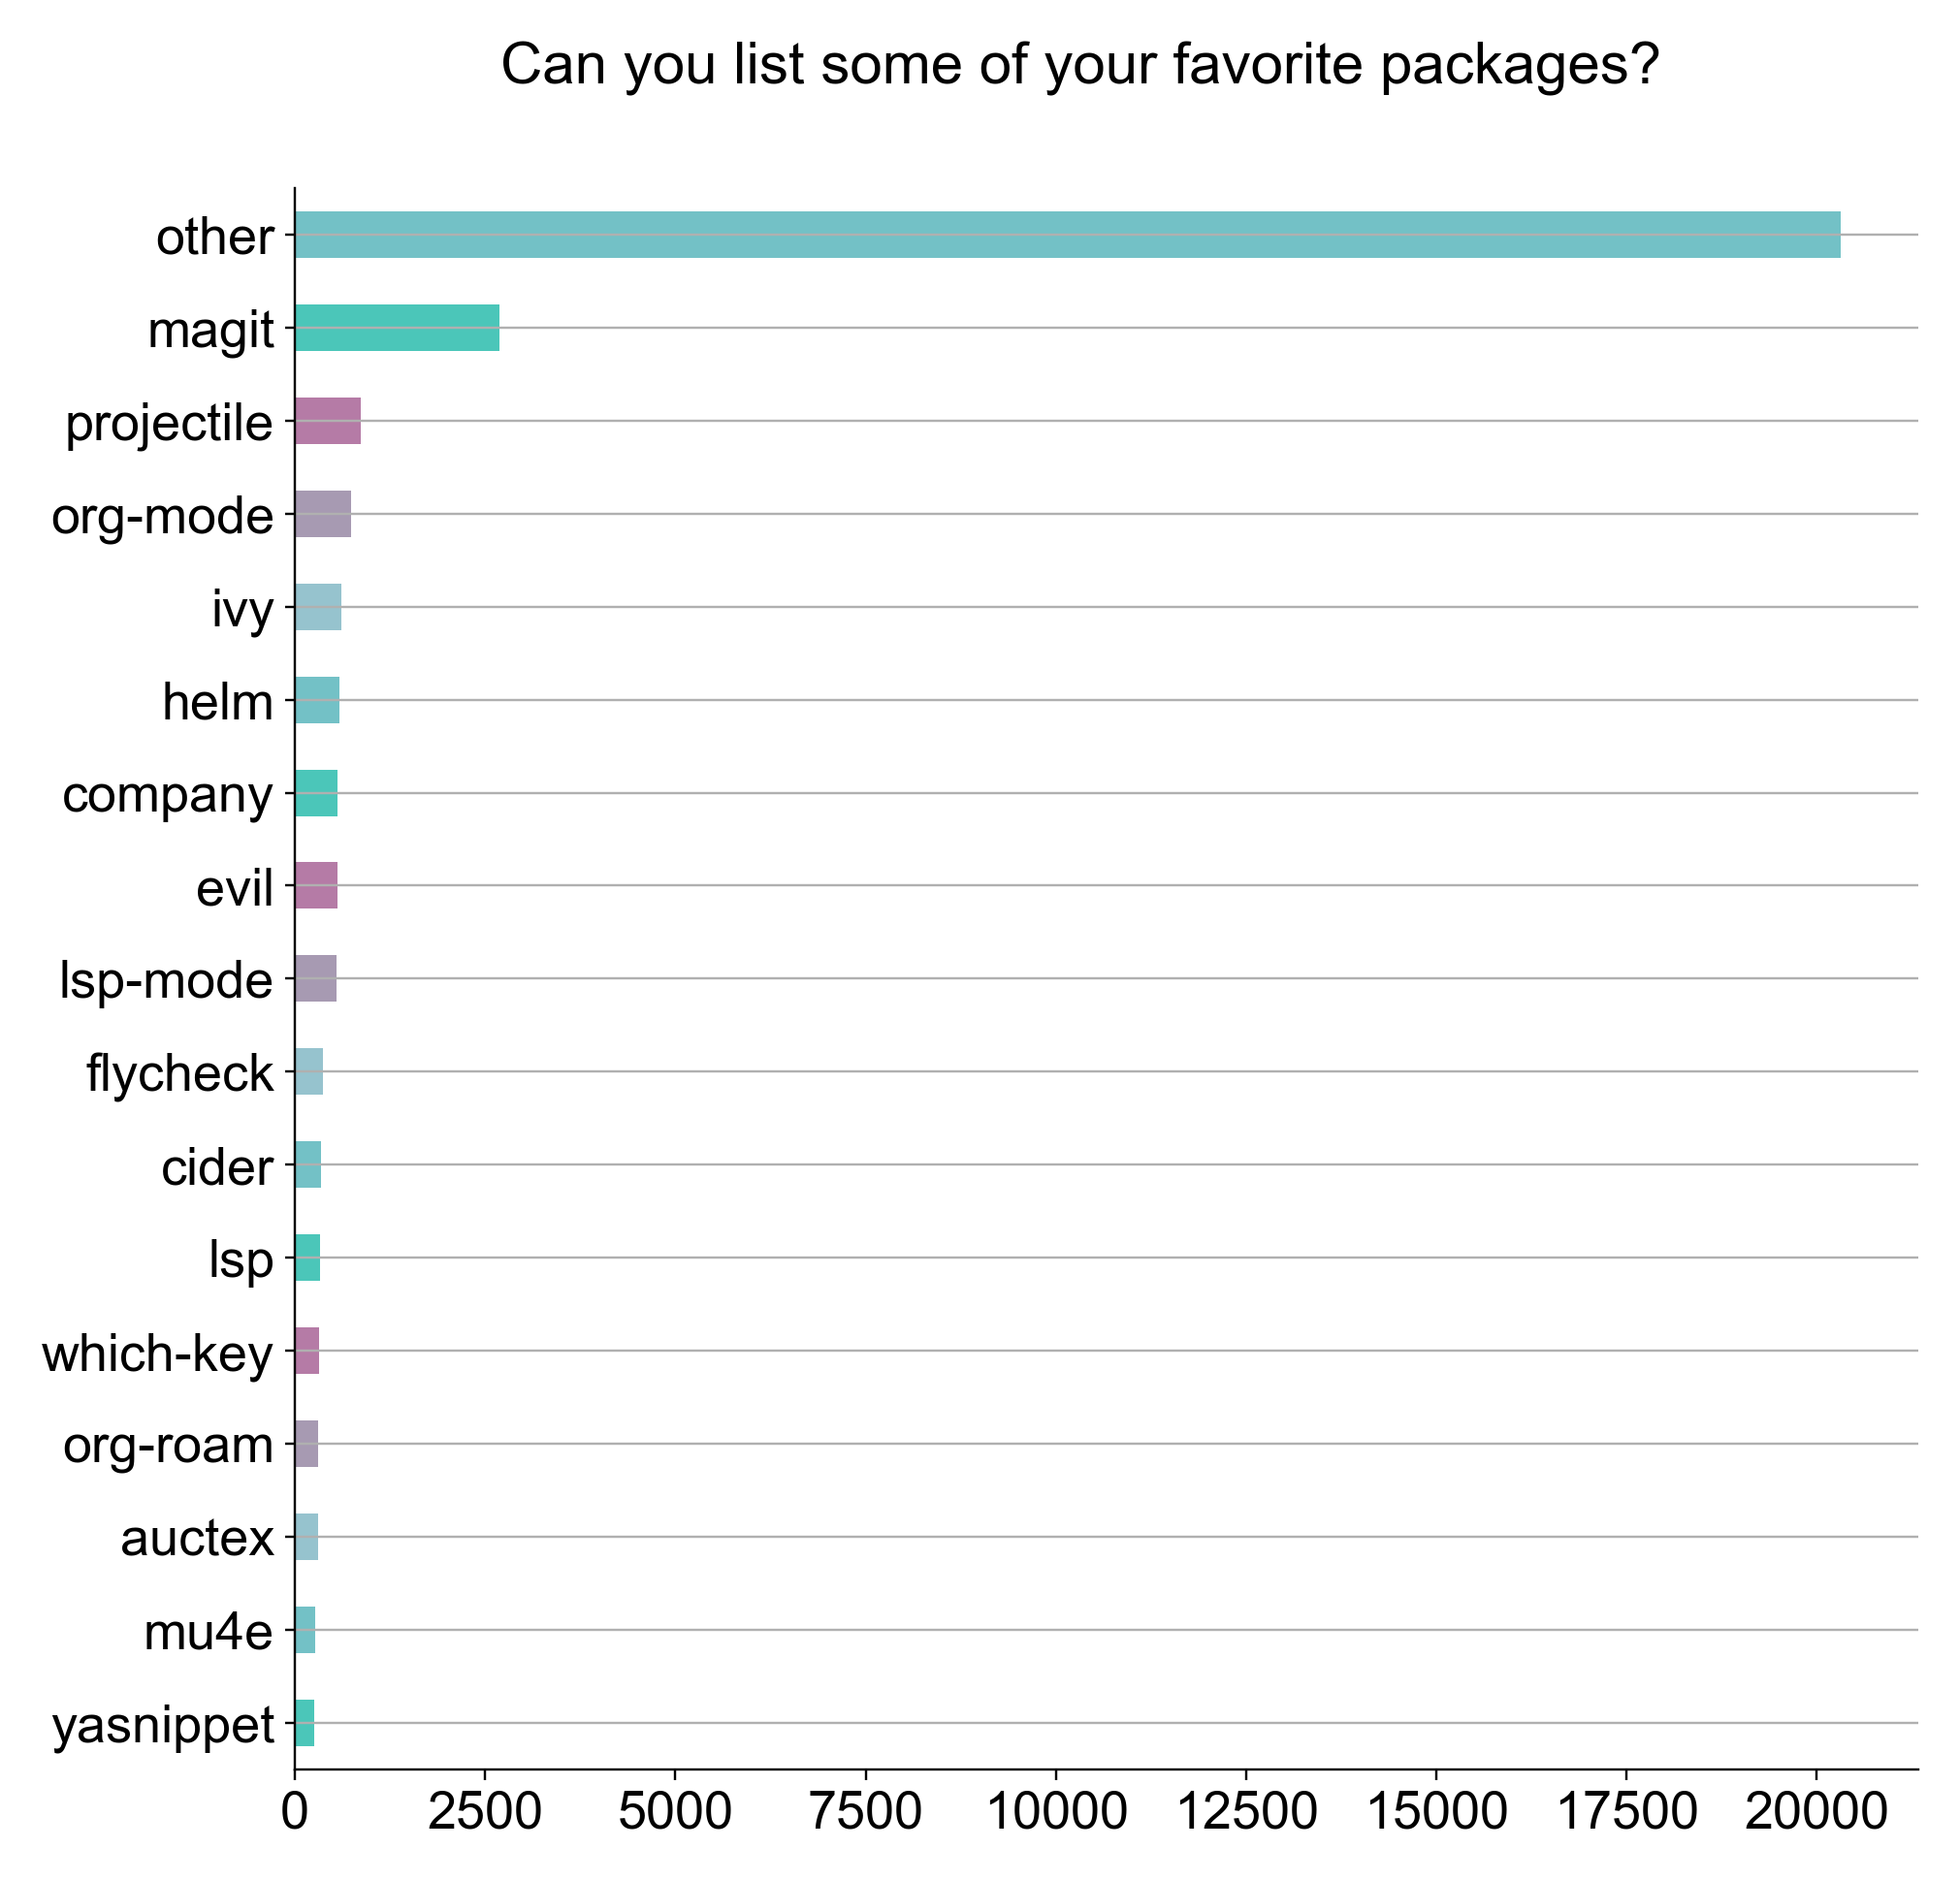 Can you list some of your favorite packages?
other
magit
projectile
org-mode
ivy
helm
company
evil
lsp-mode
flycheck
cider
lsp
which-key
org-roam
auctex
mu4e
yasnippet
0 2500 5000 7500 10000 12500 15000 17500 20000